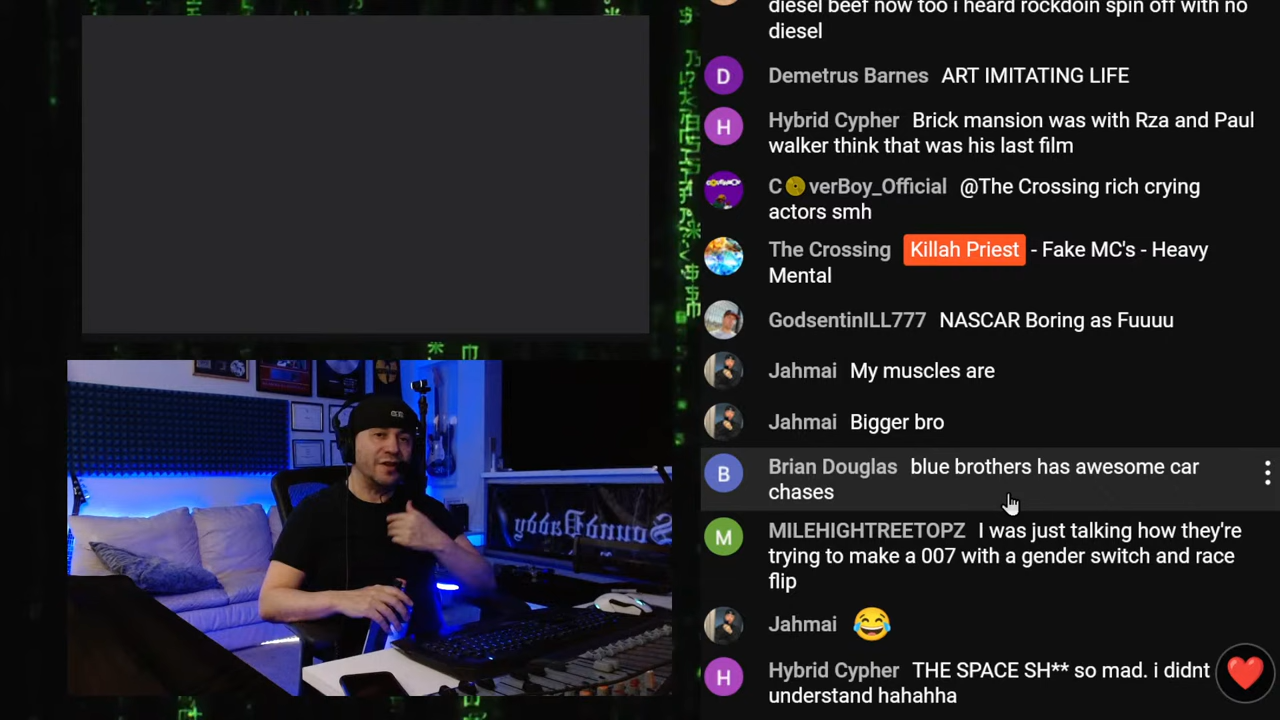 diesel beef now too i heard rockdoin spin off with no
diesel
D
Demetrus Barnes ART IMITATING LIFE
H
Hybrid Cypher Brick mansion was with Rza and Paul
walker think that was his last film
C verBoy_Official @The Crossing rich crying
actors smh
The Crossing Killah Priest - Fake MC's - Heavy
Mental
GodsentinILL777 NASCAR Boring as Fuuuu
Jahmai My muscles are
Jahmai Bigger bro
B
Brian Douglas blue brothers has awesome car
chases
M
MILEHIGHTREETOPZ I was just talking how they're
trying to make a 007 with a gender switch and race
flip
Jahmai 😂
H
Hybrid Cypher THE SPACE SH** so mad. i didnt
understand hahahha
SoundDaddy